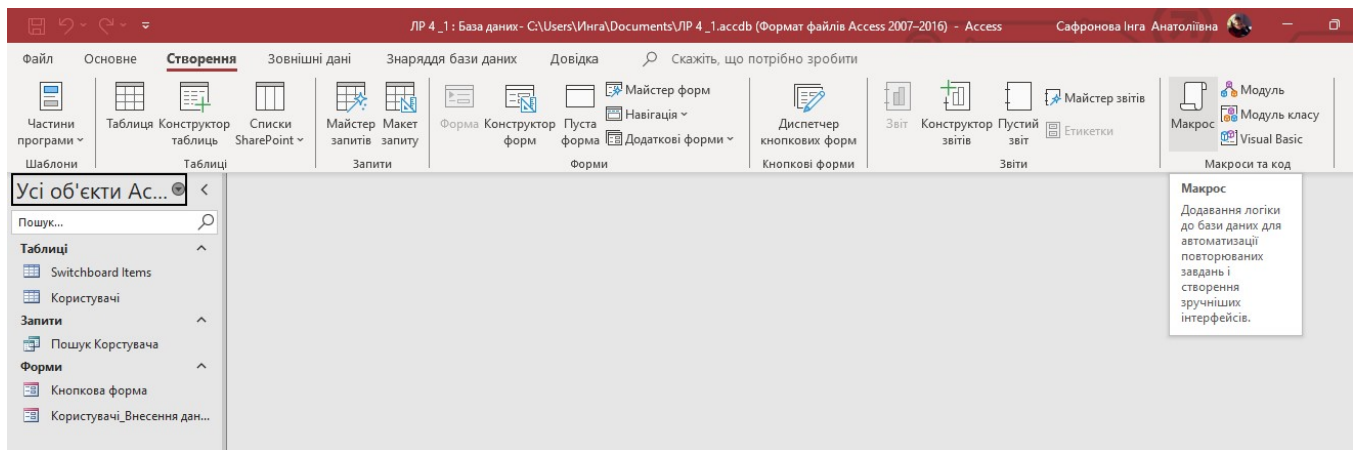 ЛР 4 _1 : База даних- C:\Users\Инга\Documents\ЛР 4 _1.accdb (Формат файлів Access 2007–2016) - Access Сафронова Інга Анатоліївна
Файл Основне Створення Зовнішні дані Знаряддя бази даних Довідка Скажіть, що потрібно зробити
Частини програми
Шаблони
Таблиця
Конструктор таблиць
Списки SharePoint
Таблиці
Майстер запитів
Макет запиту
Запити
Форма
Конструктор форм
Пуста форма
Майстер форм
Навігація
Додаткові форми
Форми
Диспетчер кнопкових форм
Кнопкові форми
Звіт
Конструктор звітів
Пустий звіт
Майстер звітів
Етикетки
Звіти
Макрос
Модуль
Модуль класу
Visual Basic
Макроси та код
Усі об'єкти Ac...
Пошук...
Таблиці
Switchboard Items
Користувачі
Запити
Пошук Корстувача
Форми
Кнопкова форма
Користувачі_Внесення дан...
Макрос
Додавання логіки
до бази даних для
автоматизації
повторюваних
завдань і
створення
зручніших
інтерфейсів.